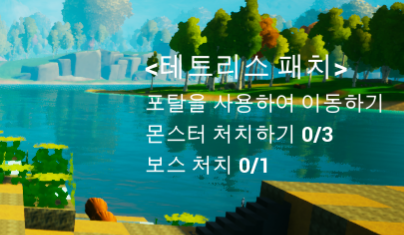 <테트리스 패치>
포탈을 사용하여 이동하기
몬스터 처치하기 0/3
보스 처치 0/1